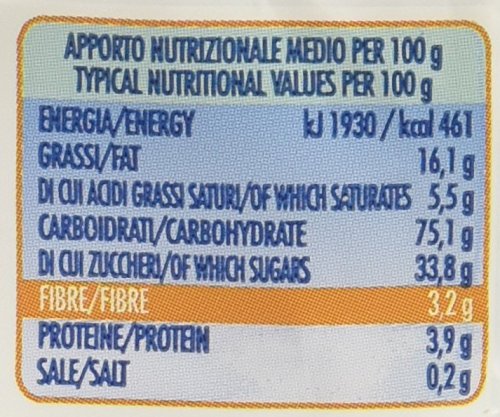 APPORTO NUTRIZIONALE MEDIO PER 100 g
TYPICAL NUTRITIONAL VALUES PER 100 g
ENERGIA/ENERGY kJ 1930 / kcal 461
GRASSI/FAT 16,1 g
DI CUI ACIDI GRASSI SATURI/OF WHICH SATURATES 5,5 g
CARBOIDRATI/CARBOHYDRATE 75,1 g
DI CUI ZUCCHERI/OF WHICH SUGARS 33,8 g
FIBRE/FIBRE 3,2 g
PROTEINE/PROTEIN 3,9 g
SALE/SALT 0,2 g